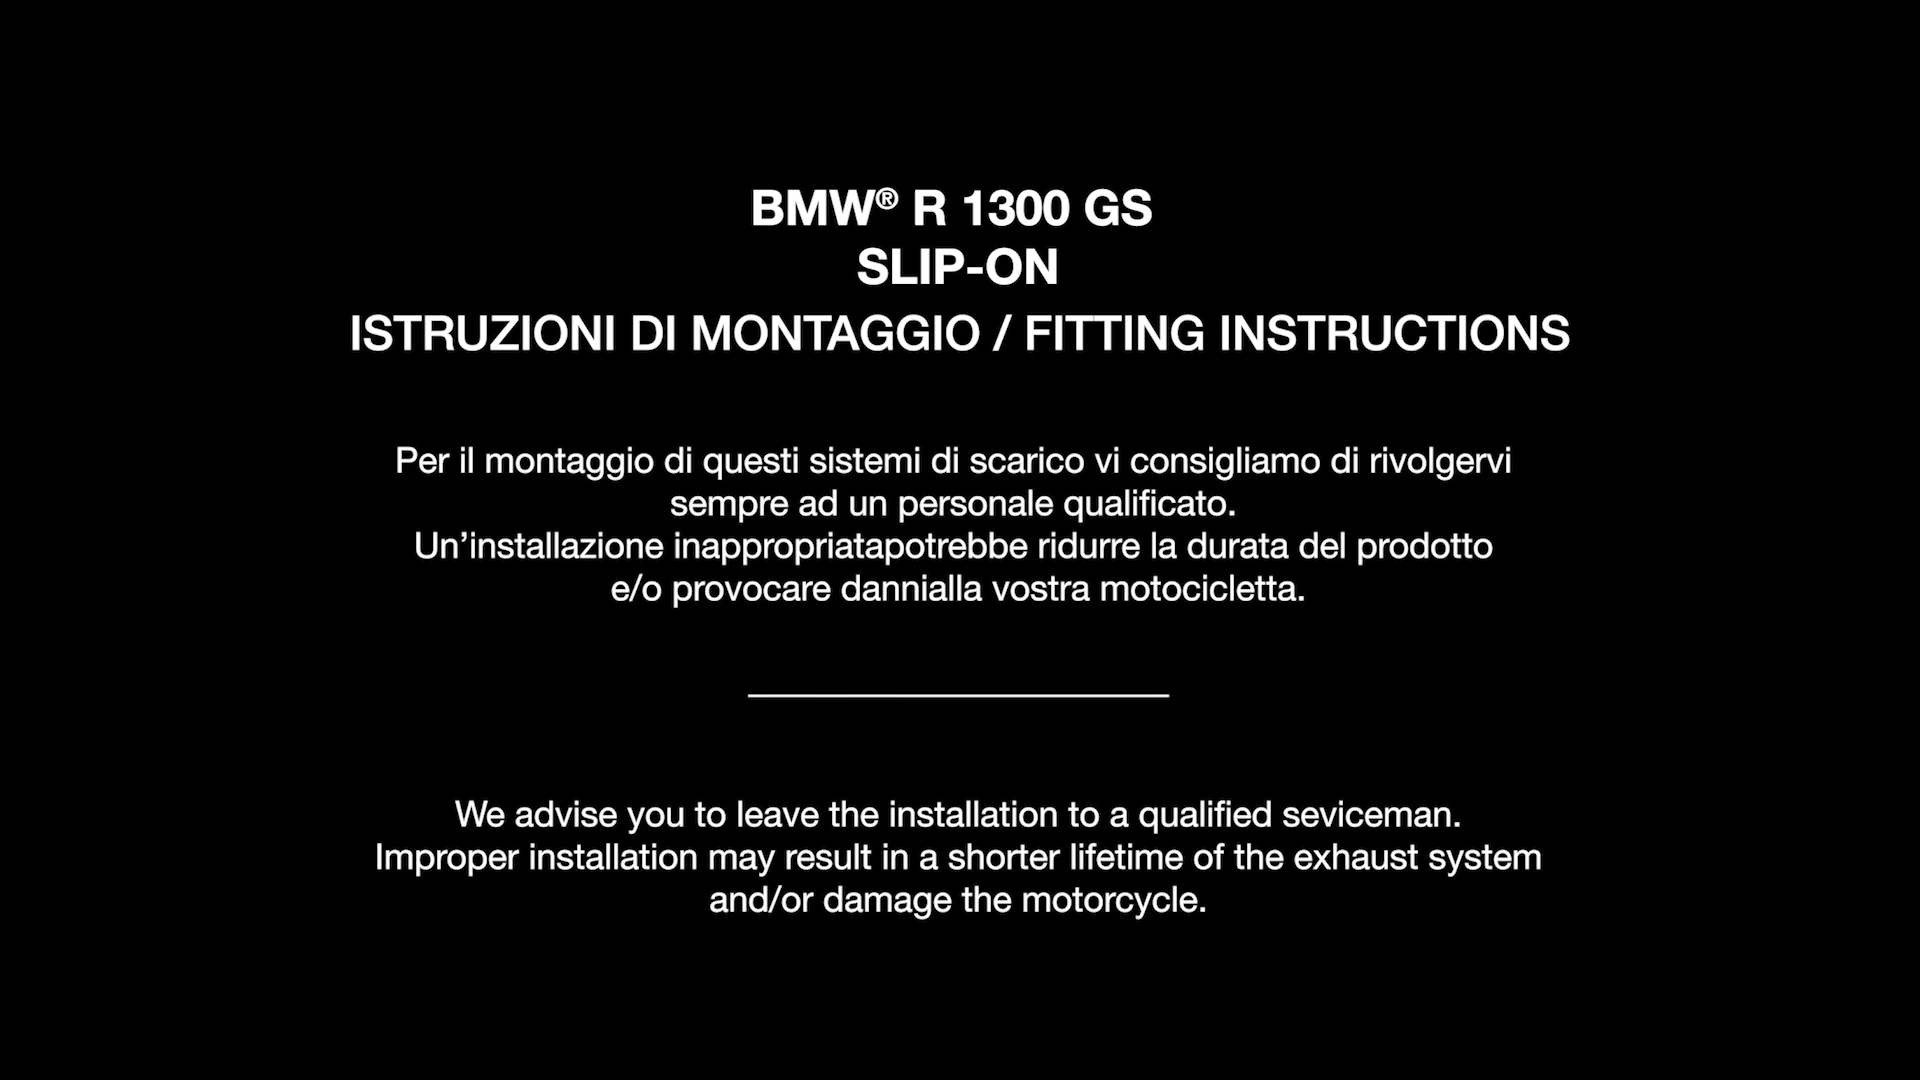 BMW® R 1300 GS
SLIP-ON
ISTRUZIONI DI MONTAGGIO / FITTING INSTRUCTIONS
Per il montaggio di questi sistemi di scarico vi consigliamo di rivolgervi
sempre ad un personale qualificato.
Un’installazione inappropriatapotrebbe ridurre la durata del prodotto
e/o provocare dannialla vostra motocicletta.
We advise you to leave the installation to a qualified seviceman.
Improper installation may result in a shorter lifetime of the exhaust system
and/or damage the motorcycle.